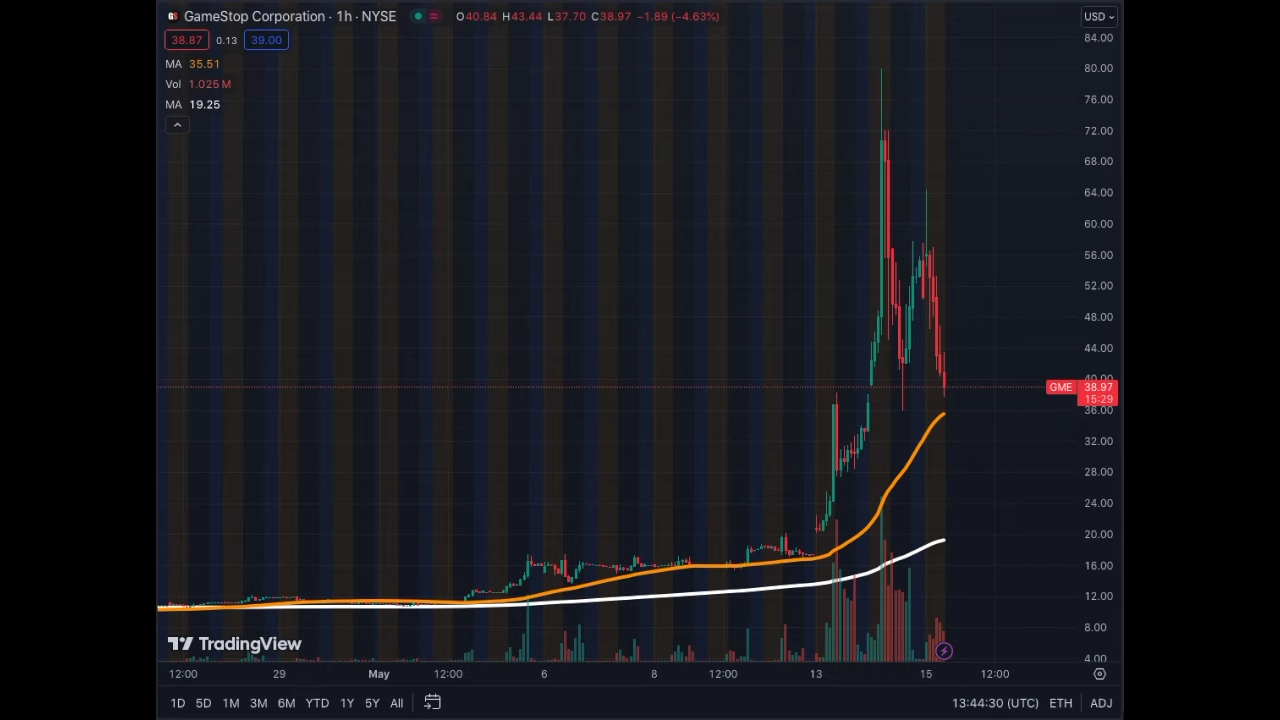 GS GameStop Corporation · 1h · NYSE O40.84 H43.44 L37.70 C38.97 −1.89 (−4.63%) USD
38.87 0.13 39.00
MA 35.51
Vol 1.025 M
MA 19.25
84.00
80.00
76.00
72.00
68.00
64.00
60.00
56.00
52.00
48.00
44.00
40.00
GME 38.97
15:29
36.00
32.00
28.00
24.00
20.00
16.00
12.00
8.00
4.00
TradingView
12:00 29 May 12:00 6 8 12:00 13 15 12:00
1D 5D 1M 3M 6M YTD 1Y 5Y All 13:44:30 (UTC) ETH ADJ